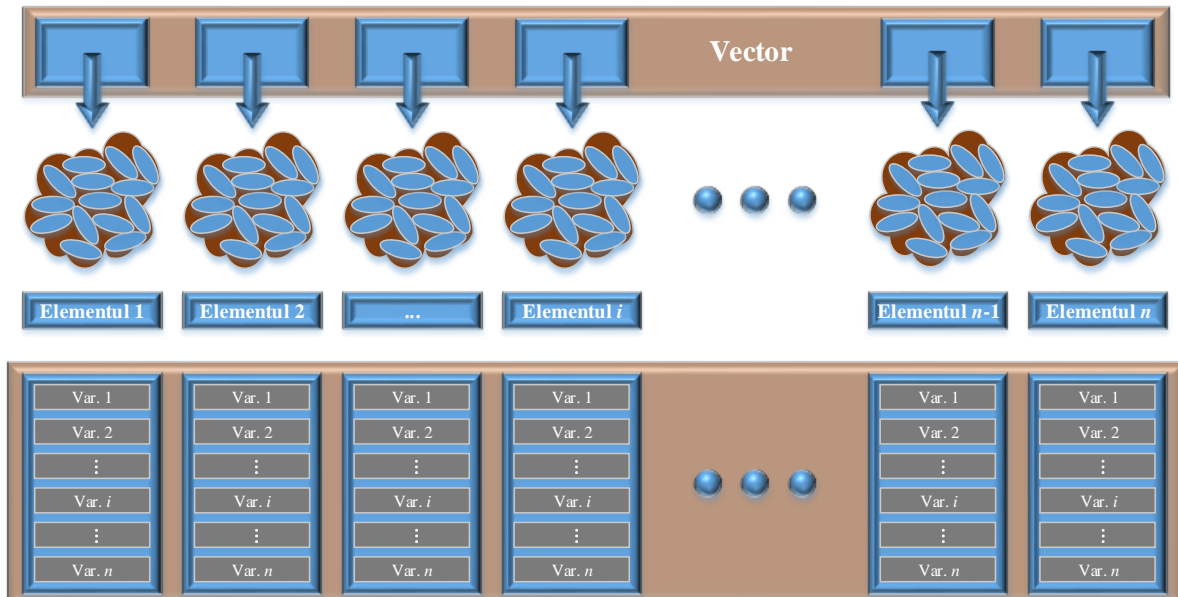 Vector
Elementul 1 Elementul 2 ... Elementul i Elementul n-1 Elementul n
Var. 1 Var. 1 Var. 1 Var. 1 Var. 1 Var. 1
Var. 2 Var. 2 Var. 2 Var. 2 Var. 2 Var. 2
⋮ ⋮ ⋮ ⋮ ⋮ ⋮
Var. i Var. i Var. i Var. i Var. i Var. i
⋮ ⋮ ⋮ ⋮ ⋮ ⋮
Var. n Var. n Var. n Var. n Var. n Var. n